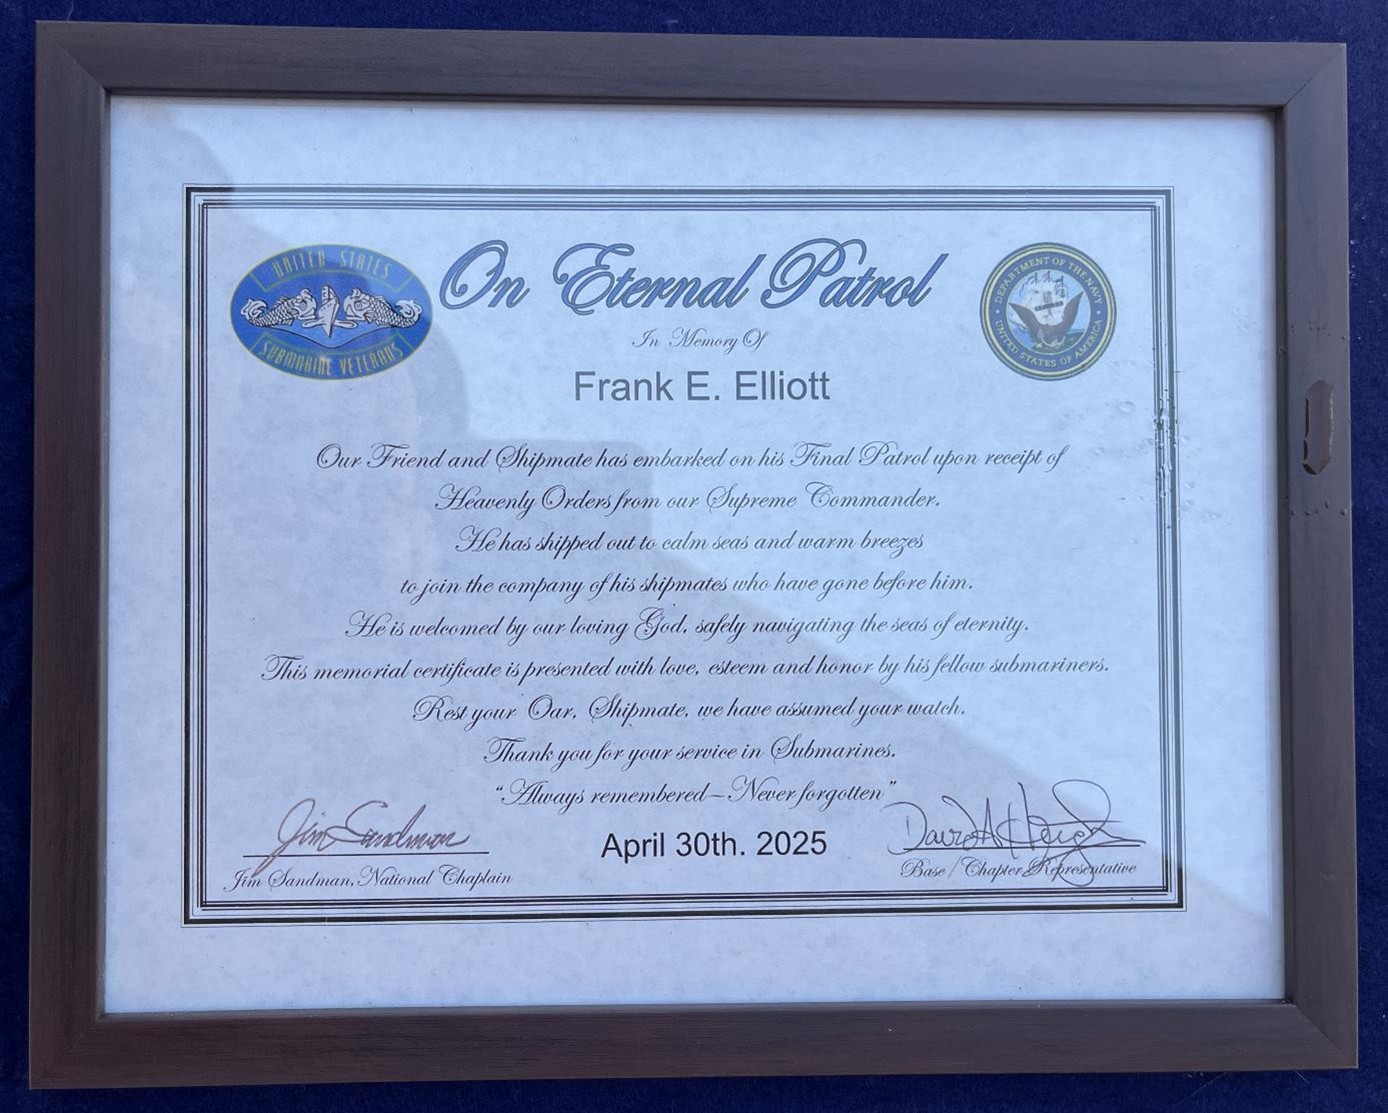 On Eternal Patrol
UNITED STATES
SUBMARINE VETERANS
DEPARTMENT OF THE NAVY
UNITED STATES OF AMERICA
In Memory Of
Frank E. Elliott
Our Friend and Shipmate has embarked on his Final Patrol upon receipt of
Heavenly Orders from our Supreme Commander.
He has shipped out to calm seas and warm breezes
to join the company of his shipmates who have gone before him.
He is welcomed by our loving God, safely navigating the seas of eternity.
This memorial certificate is presented with love, esteem and honor by his fellow submariners.
Rest your Oar, Shipmate, we have assumed your watch.
Thank you for your service in Submarines.
"Always remembered–Never forgotten"
Jim Sandman
April 30th. 2025
David A
Jim Sandman, National Chaplain
Base / Chapter Representative